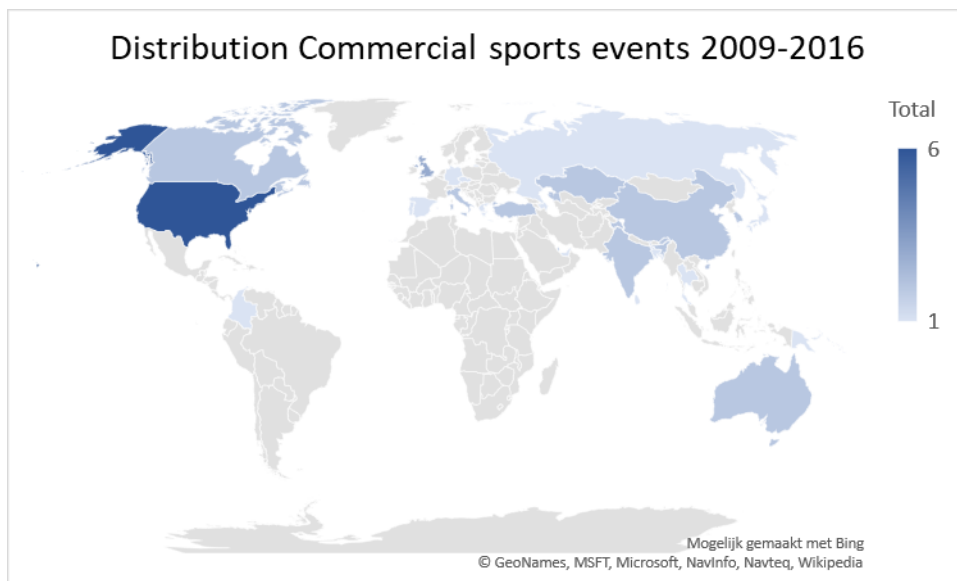 Distribution Commercial sports events 2009-2016
Total
6
1
Mogelijk gemaakt met Bing
© GeoNames, MSFT, Microsoft, NavInfo, Navteq, Wikipedia